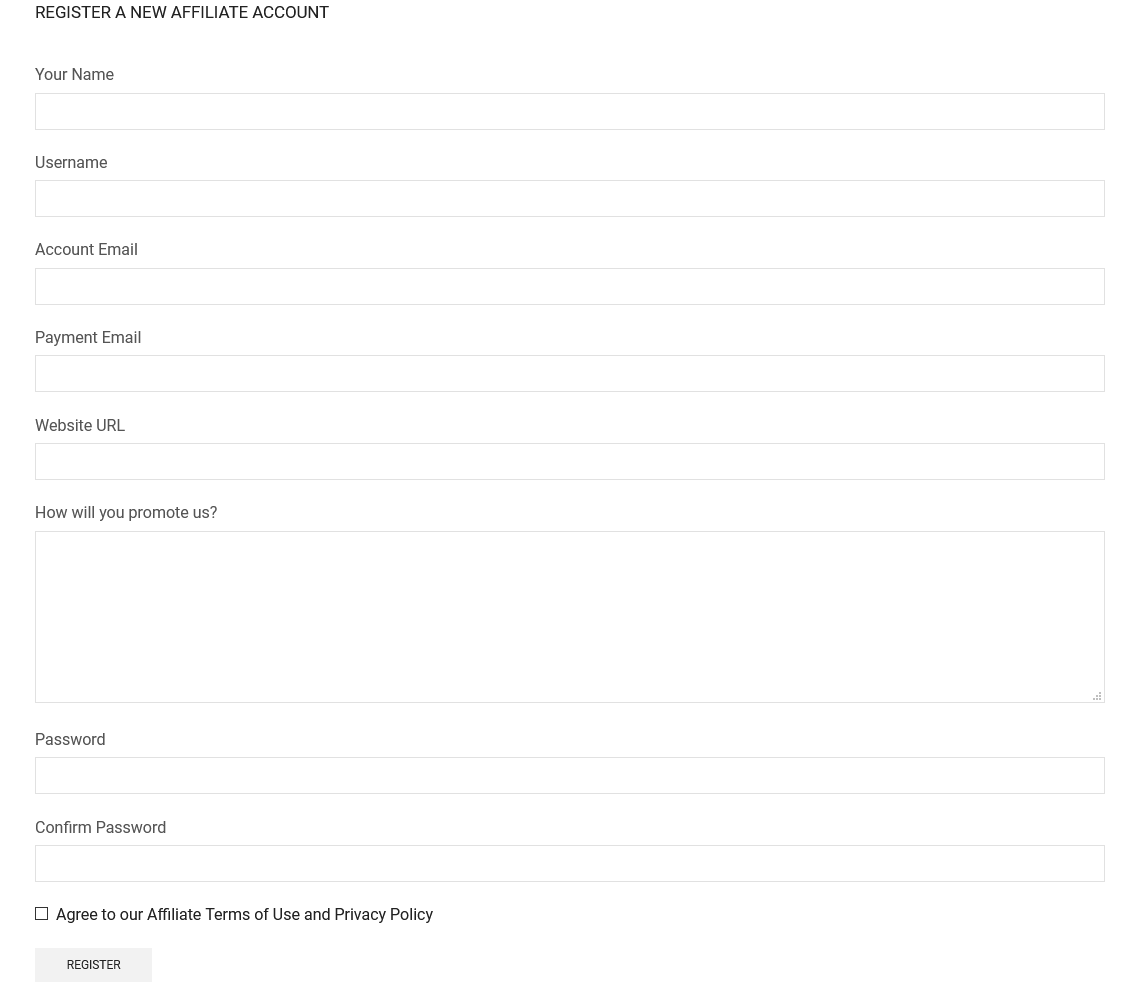 REGISTER A NEW AFFILIATE ACCOUNT
Your Name
Username
Account Email
Payment Email
Website URL
How will you promote us?
Password
Confirm Password
Agree to our Affiliate Terms of Use and Privacy Policy
REGISTER